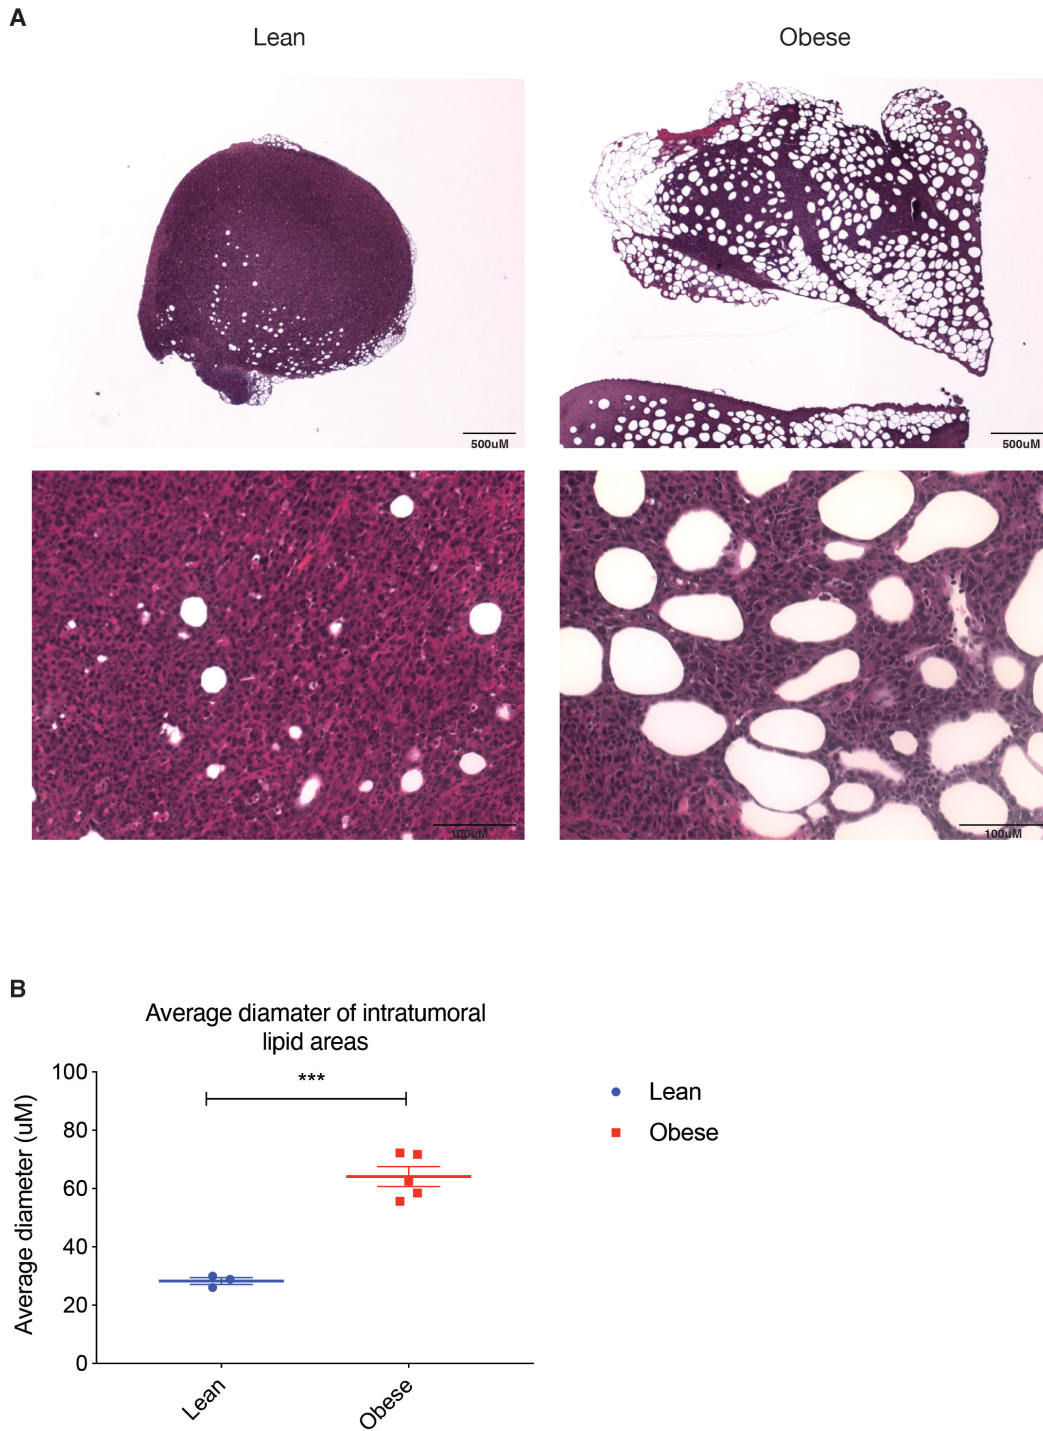 A
Lean
Obese
500uM
500uM
100uM
100uM
B
Average diamater of intratumoral
lipid areas
100
80
60
40
20
0
Average diameter (uM)
***
Lean
Obese
Lean
Obese